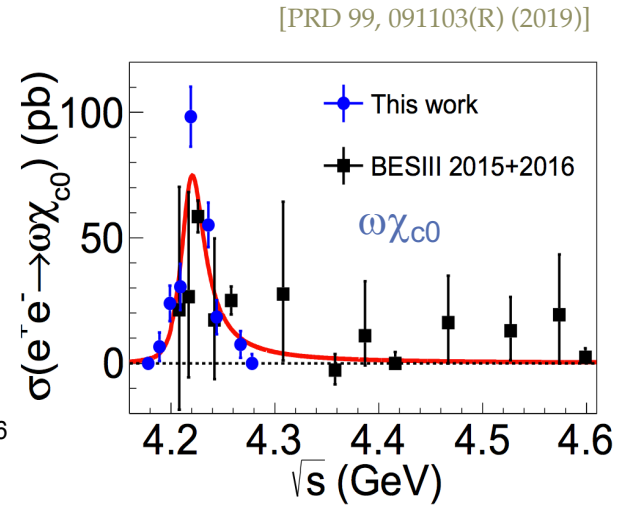 [PRD 99, 091103(R) (2019)]
σ(e⁺e⁻→ωχc0) (pb)
100
50
0
This work
BESIII 2015+2016
ωχc0
6
4.2 4.3 4.4 4.5 4.6
√s (GeV)